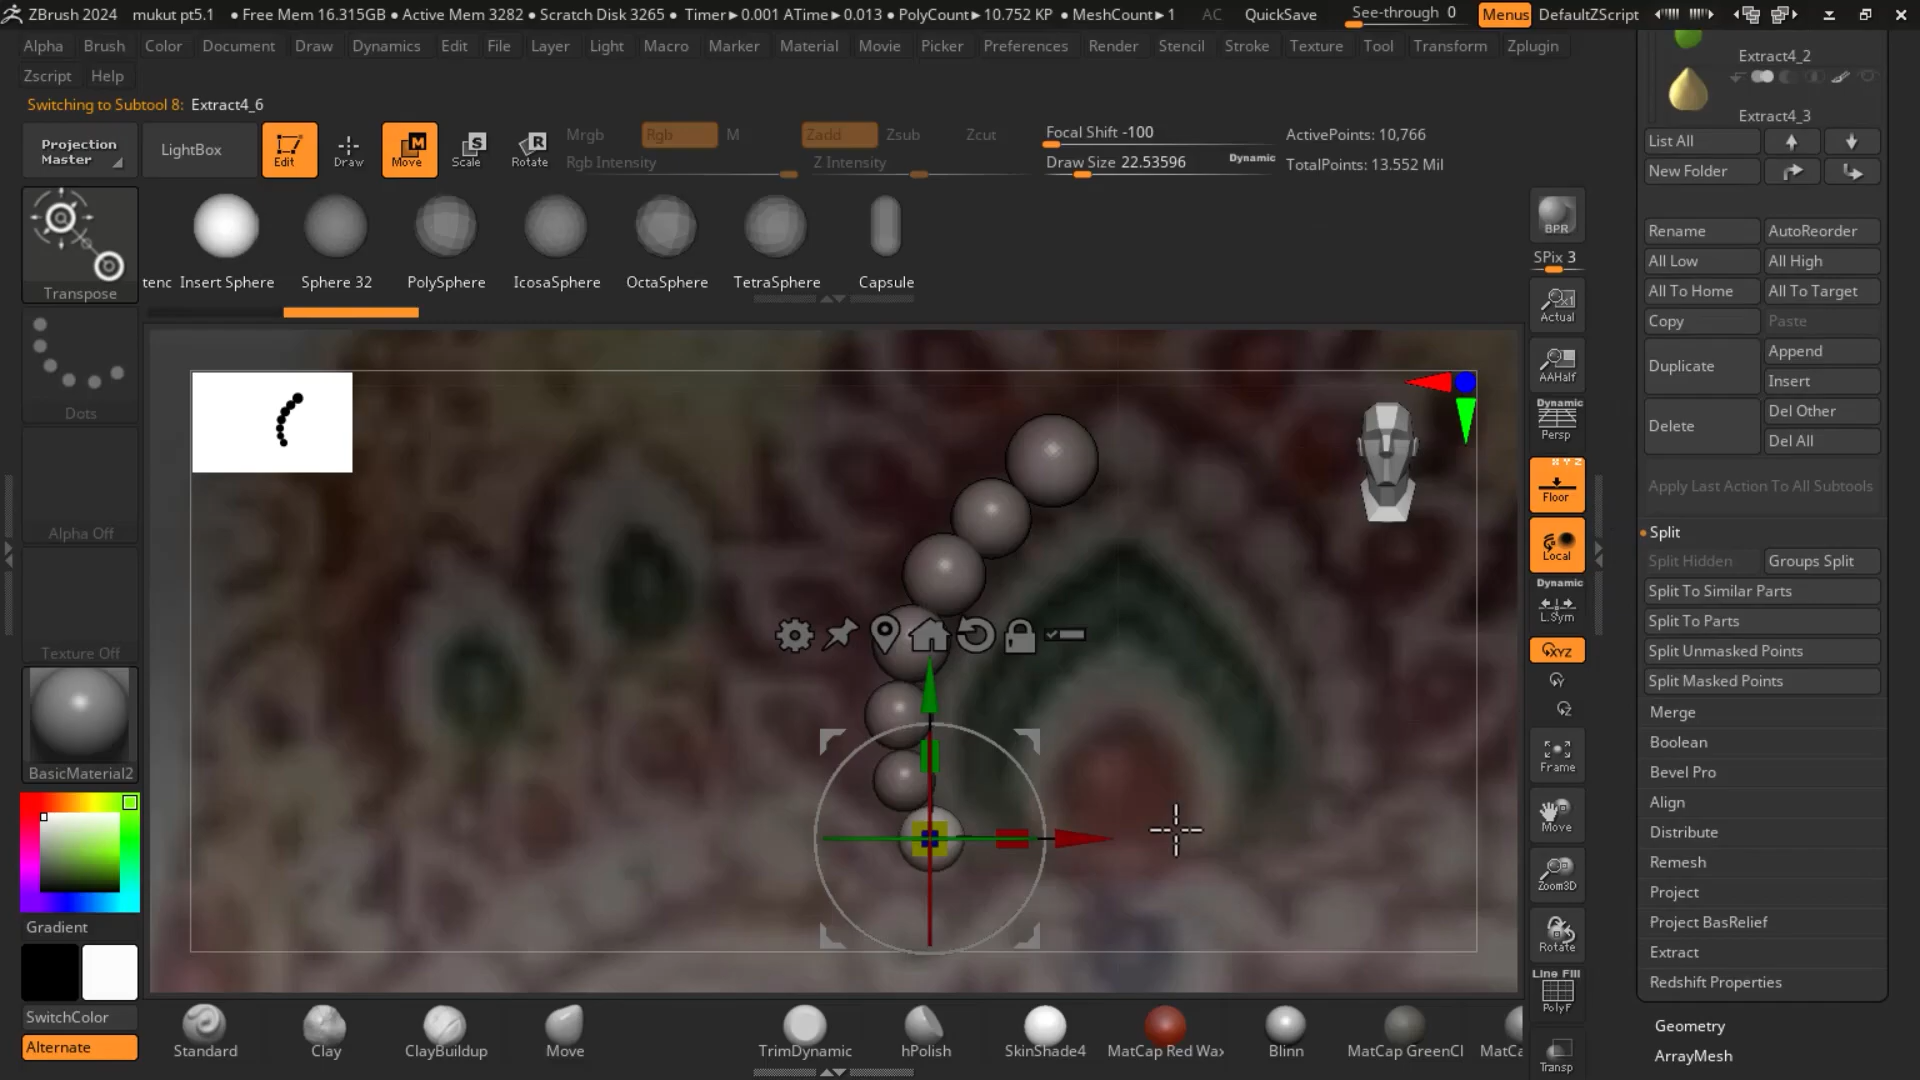 ZBrush 2024 mukut pt5.1 • Free Mem 16.315GB • Active Mem 3282 • Scratch Disk 3265 • Timer►0.001 ATime►0.013 • PolyCount►10.752 KP • MeshCount►1 AC QuickSave See-through 0 Menus DefaultZScript
Alpha Brush Color Document Draw Dynamics Edit File Layer Light Macro Marker Material Movie Picker Preferences Render Stencil Stroke Texture Tool Transform Zplugin
Zscript Help
Switching to Subtool 8: Extract4_6
Projection Master
LightBox
Edit
Draw
Move
Scale
Rotate
Mrgb Rgb M Zadd Zsub Zcut
Rgb Intensity Z Intensity
Focal Shift -100
Draw Size 22.53596 Dynamic
ActivePoints: 10,766
TotalPoints: 13.552 Mil
Transpose
tenc Insert Sphere Sphere 32 PolySphere IcosaSphere OctaSphere TetraSphere Capsule
Dots
Alpha Off
Texture Off
BasicMaterial2
Gradient
SwitchColor
Alternate
Standard Clay ClayBuildup Move TrimDynamic hPolish SkinShade4 MatCap Red Wax Blinn MatCap GreenCl MatCa
BPR
SPix 3
Actual
AAHalf
Dynamic
Persp
X Y Z
Floor
Local
Dynamic
L.Sym
XYZ
Y
Z
Frame
Move
Zoom3D
Rotate
Line Fill
PolyF
Transp
Extract4_2
Extract4_3
List All
New Folder
Rename AutoReorder
All Low All High
All To Home All To Target
Copy Paste
Duplicate Append
Insert
Delete Del Other
Del All
Apply Last Action To All Subtools
Split
Split Hidden Groups Split
Split To Similar Parts
Split To Parts
Split Unmasked Points
Split Masked Points
Merge
Boolean
Bevel Pro
Align
Distribute
Remesh
Project
Project BasRelief
Extract
Redshift Properties
Geometry
ArrayMesh